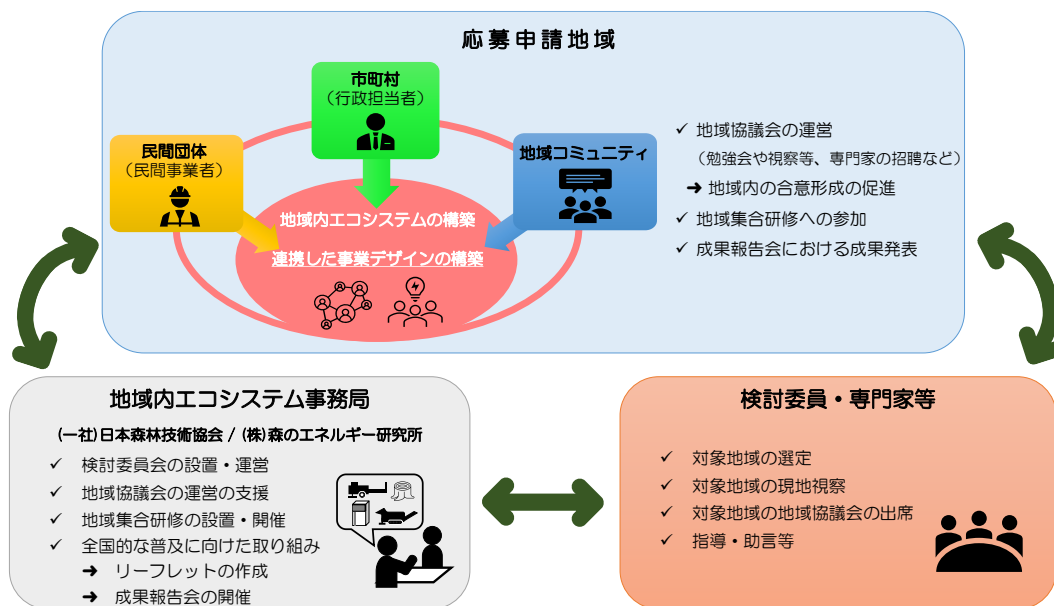 応募申請地域
市町村
（行政担当者）
民間団体
（民間事業者）
地域コミュニティ
地域内エコシステムの構築
連携した事業デザインの構築
✓ 地域協議会の運営
（勉強会や視察等、専門家の招聘など）
➔ 地域内の合意形成の促進
✓ 地域集合研修への参加
✓ 成果報告会における成果発表
地域内エコシステム事務局
(一社)日本森林技術協会 / (株)森のエネルギー研究所
✓ 検討委員会の設置・運営
✓ 地域協議会の運営の支援
✓ 地域集合研修の設置・開催
✓ 全国的な普及に向けた取り組み
➔ リーフレットの作成
➔ 成果報告会の開催
検討委員・専門家等
✓ 対象地域の選定
✓ 対象地域の現地視察
✓ 対象地域の地域協議会の出席
✓ 指導・助言等